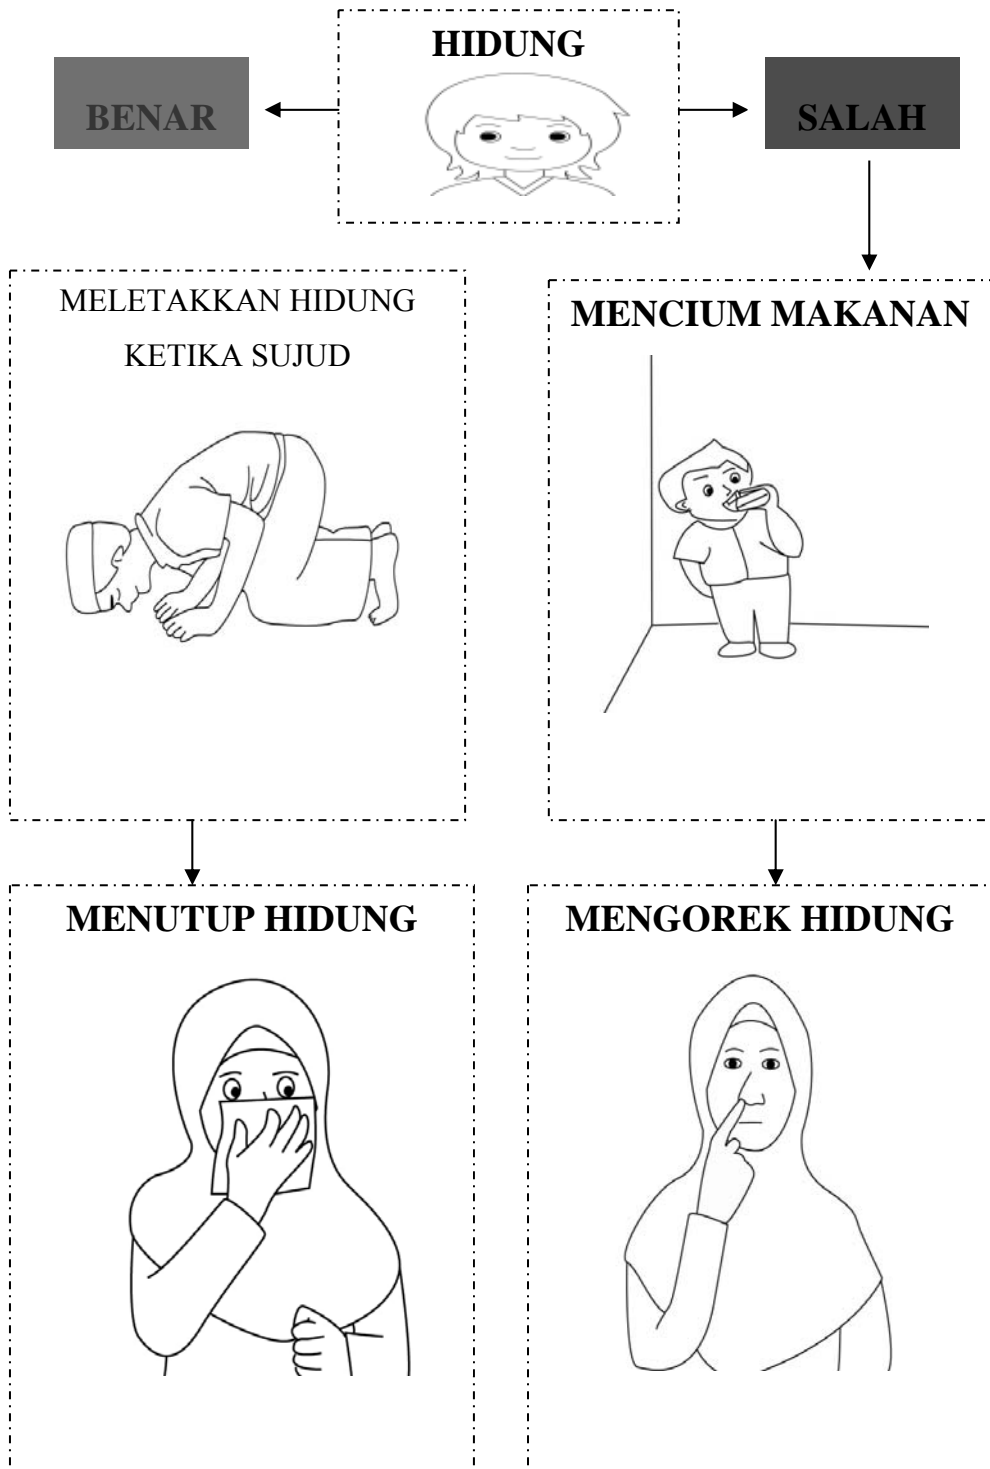 HIDUNG
BENAR
SALAH
MELETAKKAN HIDUNG
KETIKA SUJUD
MENCIUM MAKANAN
MENUTUP HIDUNG
MENGOREK HIDUNG